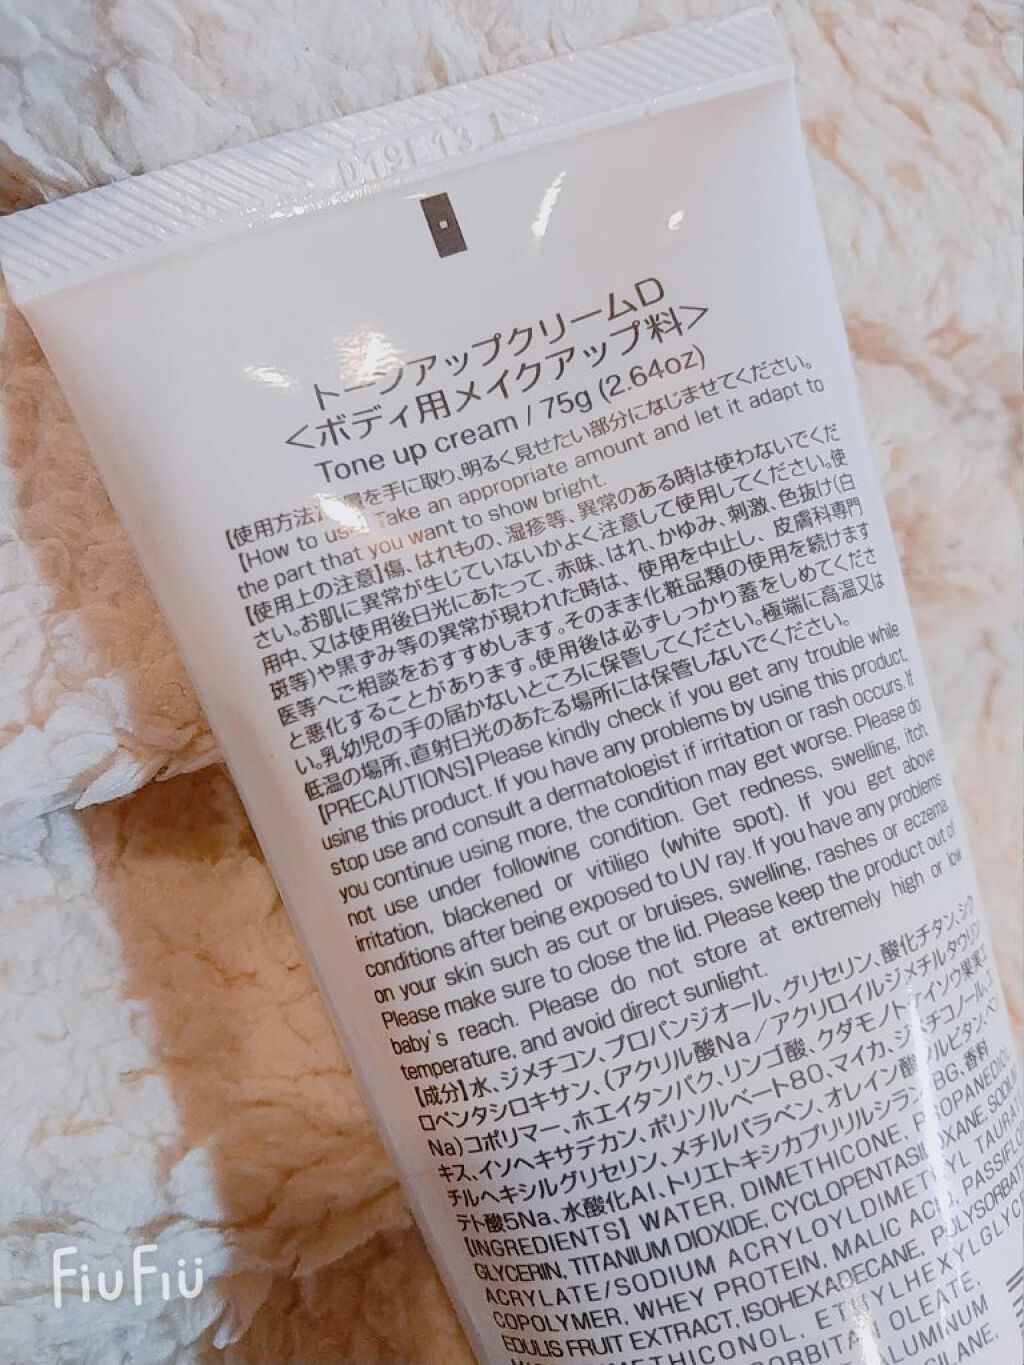 トーンアップクリームD
<ボディ用メイクアップ料>
Tone up cream / 75g (2.64oz)
量を手に取り、明るく見せたい部分になじませてください。
【How to Take an appropriate amount and let it adapt to
the part that you want to show bright.
【使用上の注意】傷、はれもの、湿疹等、異常のある時は使わないでくだ
さい。お肌に異常が生じていないかよく注意して使用してください。使
用中、又は使用後日光にあたって、赤味、はれ、かゆみ、刺激、色抜け(白
斑等)や黒ずみ等の異常が現われた時は、使用を中止し、皮膚科専門
医等へご相談をおすすめします。そのまま化粧品類の使用を続けます
と悪化することがあります。使用後は必ずしっかり蓋をしめてくださ
い。乳幼児の手の届かないところに保管してください。極端に高温又は
低温の場所、直射日光のあたる場所には保管しないでください。
【PRECAUTIONS】Please kindly check if you get any trouble while
using this product. If you have any problems by using this product,
stop use and consult a dermatologist if irritation or rash occurs. If
you continue using more, the condition may get worse. Please do
not use under following condition. Get redness, swelling, itch,
irritation, blackened or vitiligo (white spot). If you get above
conditions after being exposed to UV ray. If you have any problems
on your skin such as cut or bruises, swelling, rashes or eczema.
Please make sure to close the lid. Please keep the product out of
baby's reach. Please do not store at extremely high or low
temperature, and avoid direct sunlight.
【成分】水、ジメチコン、プロパンジオール、グリセリン、酸化チタン、シク
ロペンタシロキサン、(アクリル酸Na/アクリロイルジメチルタウリン
Na)コポリマー、ホエイタンパク、リンゴ酸、クダモノトケイソウ果実エ
キス、イソヘキサデカン、ポリソルベート80、マイカ、ジメチコノール、エ
チルヘキシルグリセリン、メチルパラベン、オレイン酸ソルビタン、ペン
テト酸5Na、水酸化Al、トリエトキシカプリリルシラン、BG、香料
【INGREDIENTS】WATER, DIMETHICONE, PROPANEDIOL
GLYCERIN, TITANIUM DIOXIDE, CYCLOPENTASILOXANE, SODIUM
ACRYLATE/SODIUM ACRYLOYLDIMETHYL TAURATE
COPOLYMER, WHEY PROTEIN, MALIC ACID, PASSIFLORA
EDULIS FRUIT EXTRACT, ISOHEXADECANE, POLYSORBATE
ETHYLHEXYLGLYC
OLEATE,
FiuFiu